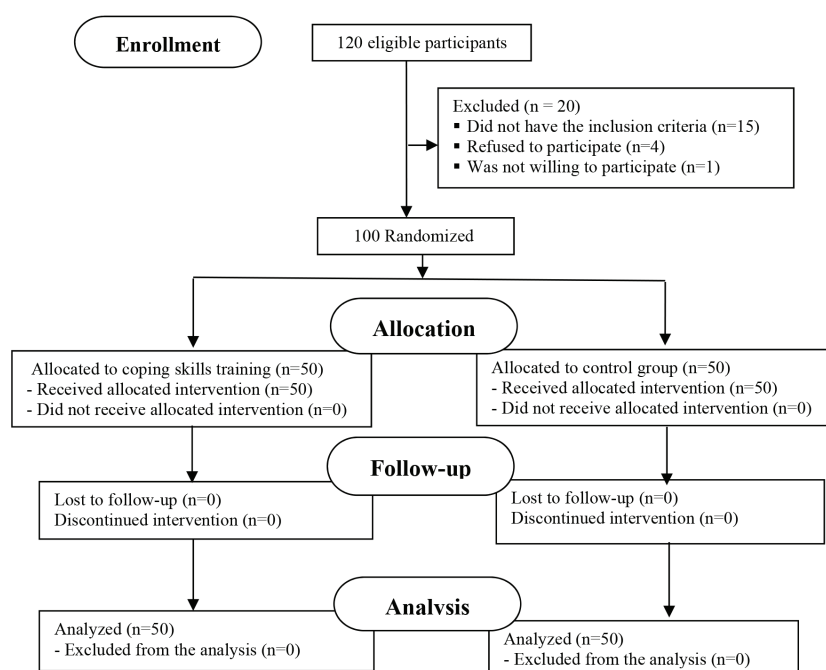 Enrollment
120 eligible participants
Excluded (n = 20)
▪ Did not have the inclusion criteria (n=15)
▪ Refused to participate (n=4)
▪ Was not willing to participate (n=1)
100 Randomized
Allocation
Allocated to coping skills training (n=50)
- Received allocated intervention (n=50)
- Did not receive allocated intervention (n=0)
Allocated to control group (n=50)
- Received allocated intervention (n=50)
- Did not receive allocated intervention (n=0)
Follow-up
Lost to follow-up (n=0)
Discontinued intervention (n=0)
Lost to follow-up (n=0)
Discontinued intervention (n=0)
Analysis
Analyzed (n=50)
- Excluded from the analysis (n=0)
Analyzed (n=50)
- Excluded from the analysis (n=0)